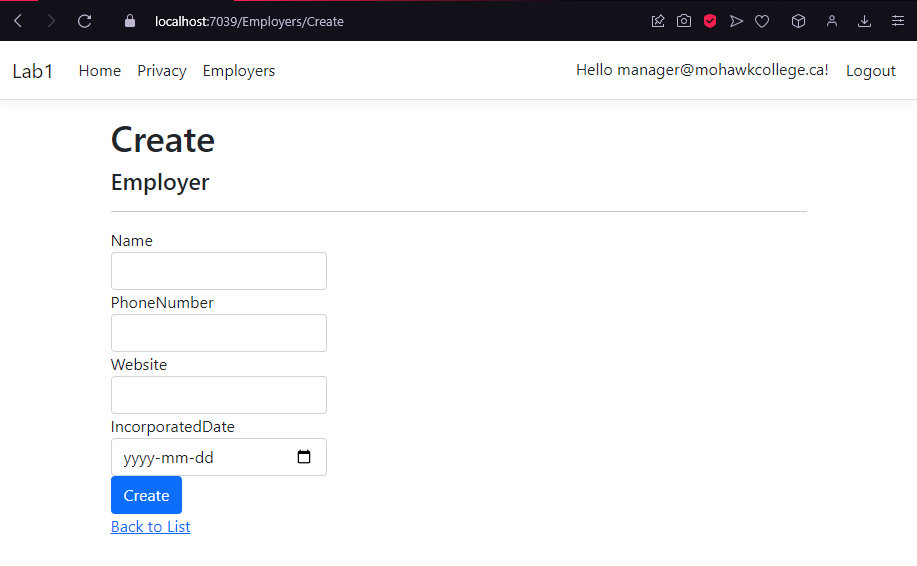 localhost:7039/Employers/Create
Lab1 Home Privacy Employers Hello manager@mohawkcollege.ca! Logout
Create
Employer
Name
PhoneNumber
Website
IncorporatedDate
yyyy-mm-dd
Create
Back to List